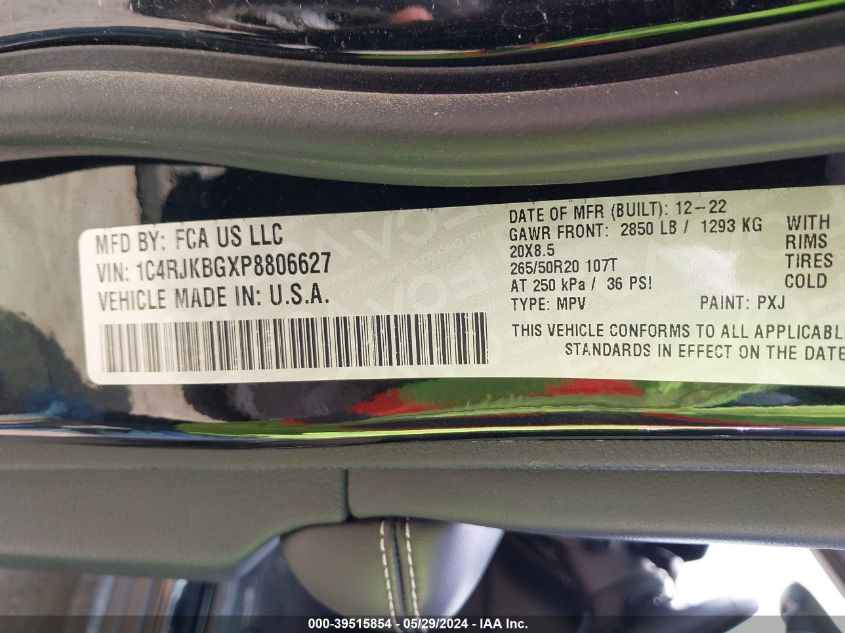 MFD BY: FCA US LLC
VIN: 1C4RJKBGXP8806627
VEHICLE MADE IN: U.S.A.
DATE OF MFR (BUILT): 12-22
GAWR FRONT: 2850 LB / 1293 KG WITH
20X8.5 RIMS
265/50R20 107T TIRES
AT 250 kPa / 36 PSI COLD
TYPE: MPV PAINT: PXJ
THIS VEHICLE CONFORMS TO ALL APPLICABL
STANDARDS IN EFFECT ON THE DATE
000-39515854 - 05/29/2024 - IAA Inc.